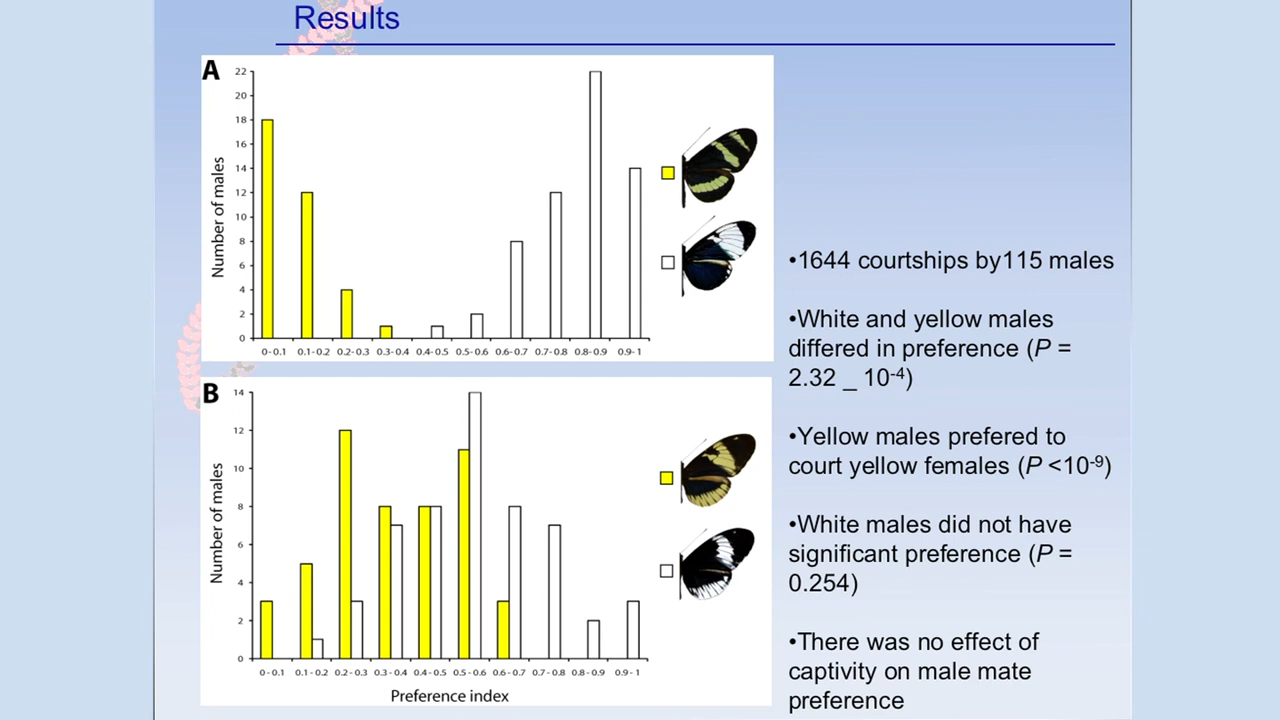 Results
A
22
20
18
16
14
12
10
8
6
4
2
0
Number of males
0-0.1 0.1-0.2 0.2-0.3 0.3-0.4 0.4-0.5 0.5-0.6 0.6-0.7 0.7-0.8 0.8-0.9 0.9-1
B
14
12
10
8
6
4
2
0
Number of males
0-0.1 0.1-0.2 0.2-0.3 0.3-0.4 0.4-0.5 0.5-0.6 0.6-0.7 0.7-0.8 0.8-0.9 0.9-1
Preference index
•1644 courtships by115 males
•White and yellow males
differed in preference (P =
2.32 _ 10-4)
•Yellow males prefered to
court yellow females (P <10-9)
•White males did not have
significant preference (P =
0.254)
•There was no effect of
captivity on male mate
preference